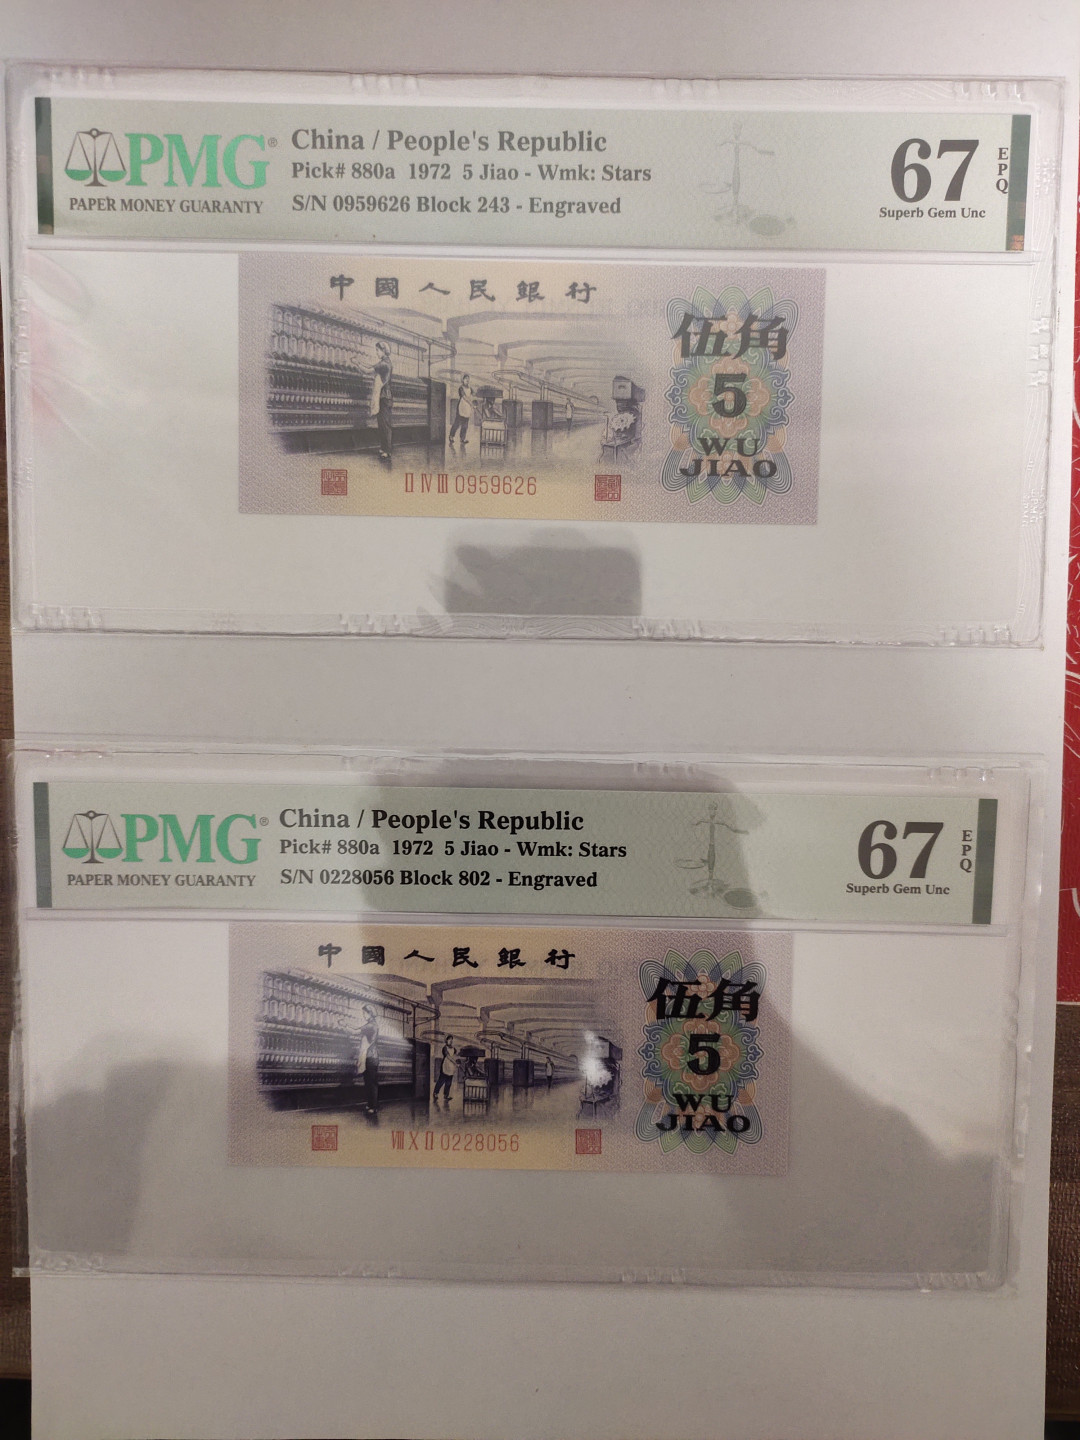 PMG®
PAPER MONEY GUARANTY
China / People's Republic
Pick# 880a 1972 5 Jiao - Wmk: Stars
S/N 0959626 Block 243 - Engraved
67 EPQ
Superb Gem Unc
中國人民銀行
伍角
5
WU
JIAO
II IV III 0959626
PMG®
PAPER MONEY GUARANTY
China / People's Republic
Pick# 880a 1972 5 Jiao - Wmk: Stars
S/N 0228056 Block 802 - Engraved
67 EPQ
Superb Gem Unc
中國人民銀行
伍角
5
WU
JIAO
VIII X II 0228056